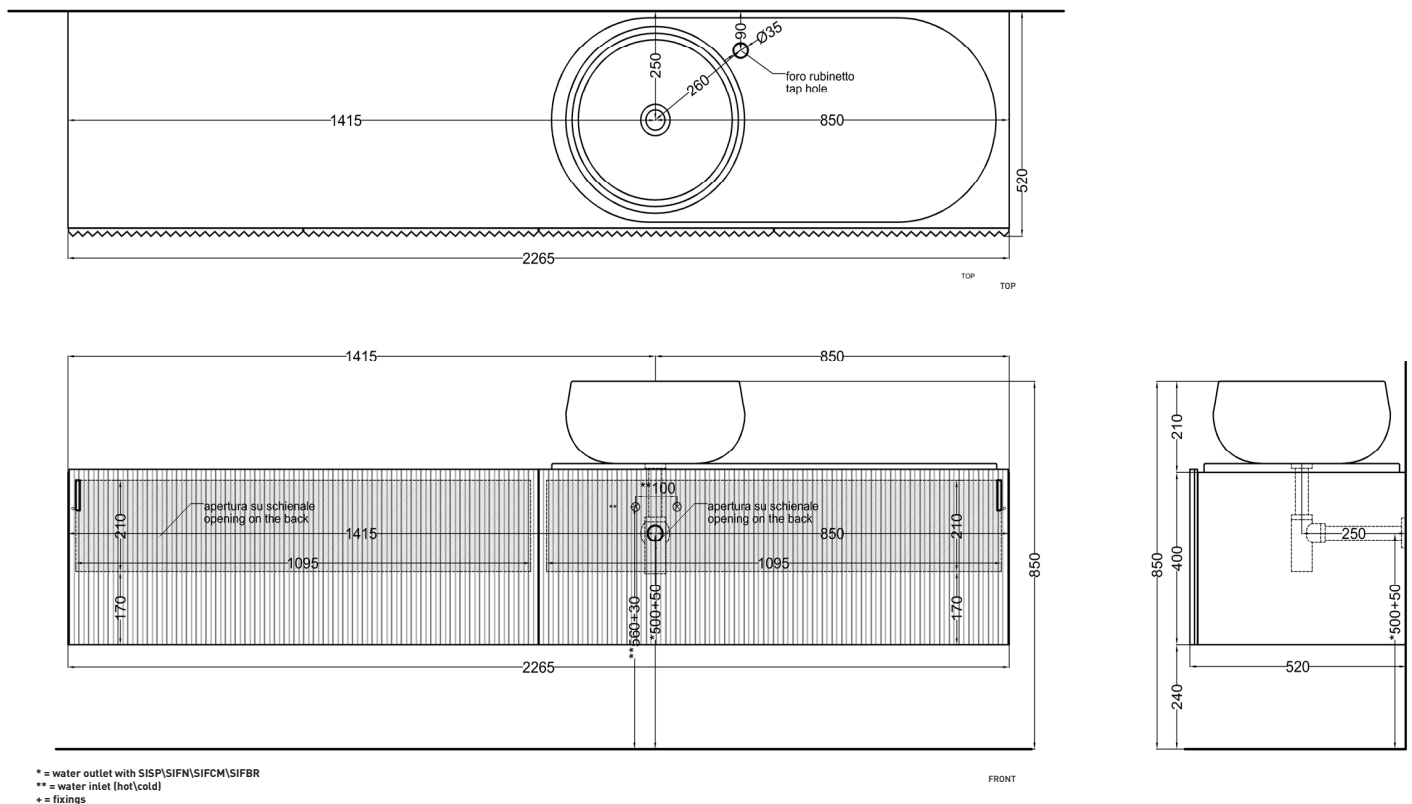 90
Ø35
250
260
foro rubinetto
tap hole
1415
850
520
2265
TOP
TOP
1415
850
210
**100
apertura su schienale
opening on the back
**
apertura su schienale
opening on the back
210
1415
210
850
250
1095
1095
850
850
400
170
**660+30
*500+50
170
*500+50
2265
520
240
* = water outlet with SISP\SIFN\SIFCM\SIFBR
** = water inlet (hot\cold)
+ = fixings
FRONT